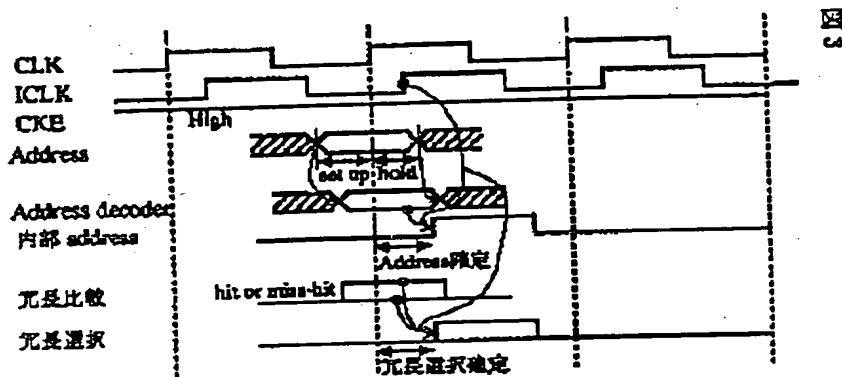 CLK
ICLK
CKE
High
Address
set up hold
Address decoder
内部 address
Address確定
冗長比較
hit or miss-hit
冗長選択
冗長選択確定